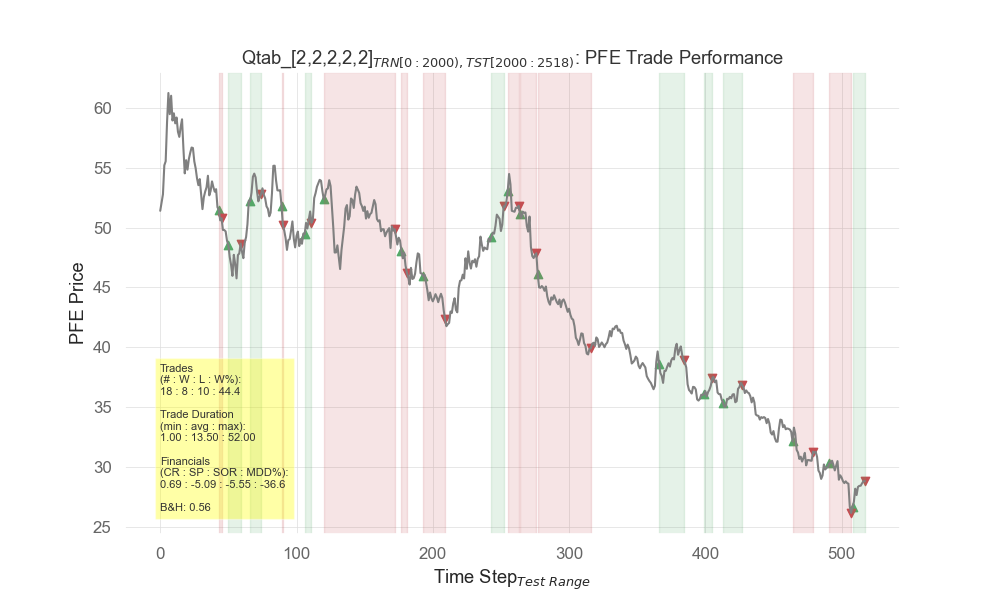 Qtab_[2,2,2,2,2]TRN[0 : 2000), TST[2000 : 2518): PFE Trade Performance
PFE Price
60
55
50
45
40
35
30
25
Trades
(# : W : L : W%):
18 : 8 : 10 : 44.4
Trade Duration
(min : avg : max):
1.00 : 13.50 : 52.00
Financials
(CR : SP : SOR : MDD%):
0.69 : -5.09 : -5.55 : -36.6
B&H: 0.56
0 100 200 300 400 500
Time StepTest Range